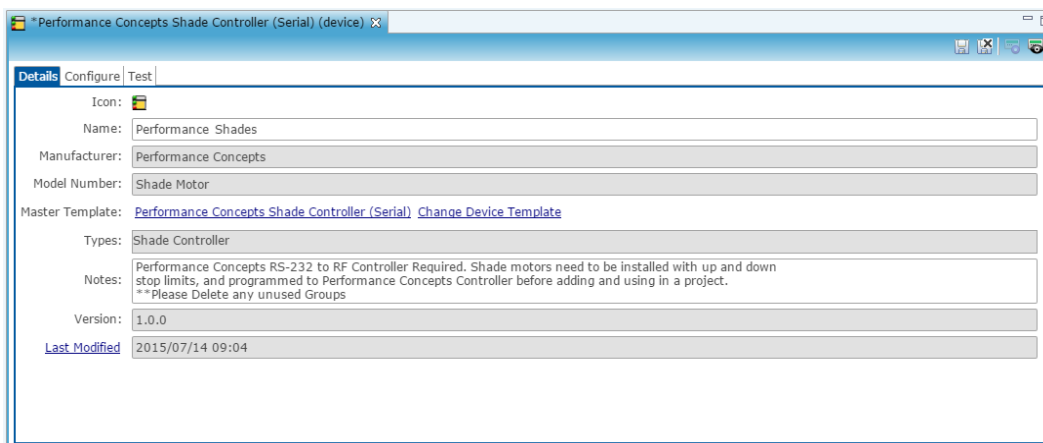 *Performance Concepts Shade Controller (Serial) (device)
Details Configure Test
Icon:
Name: Performance Shades
Manufacturer: Performance Concepts
Model Number: Shade Motor
Master Template: Performance Concepts Shade Controller (Serial) Change Device Template
Types: Shade Controller
Notes: Performance Concepts RS-232 to RF Controller Required. Shade motors need to be installed with up and down
stop limits, and programmed to Performance Concepts Controller before adding and using in a project.
**Please Delete any unused Groups
Version: 1.0.0
Last Modified 2015/07/14 09:04